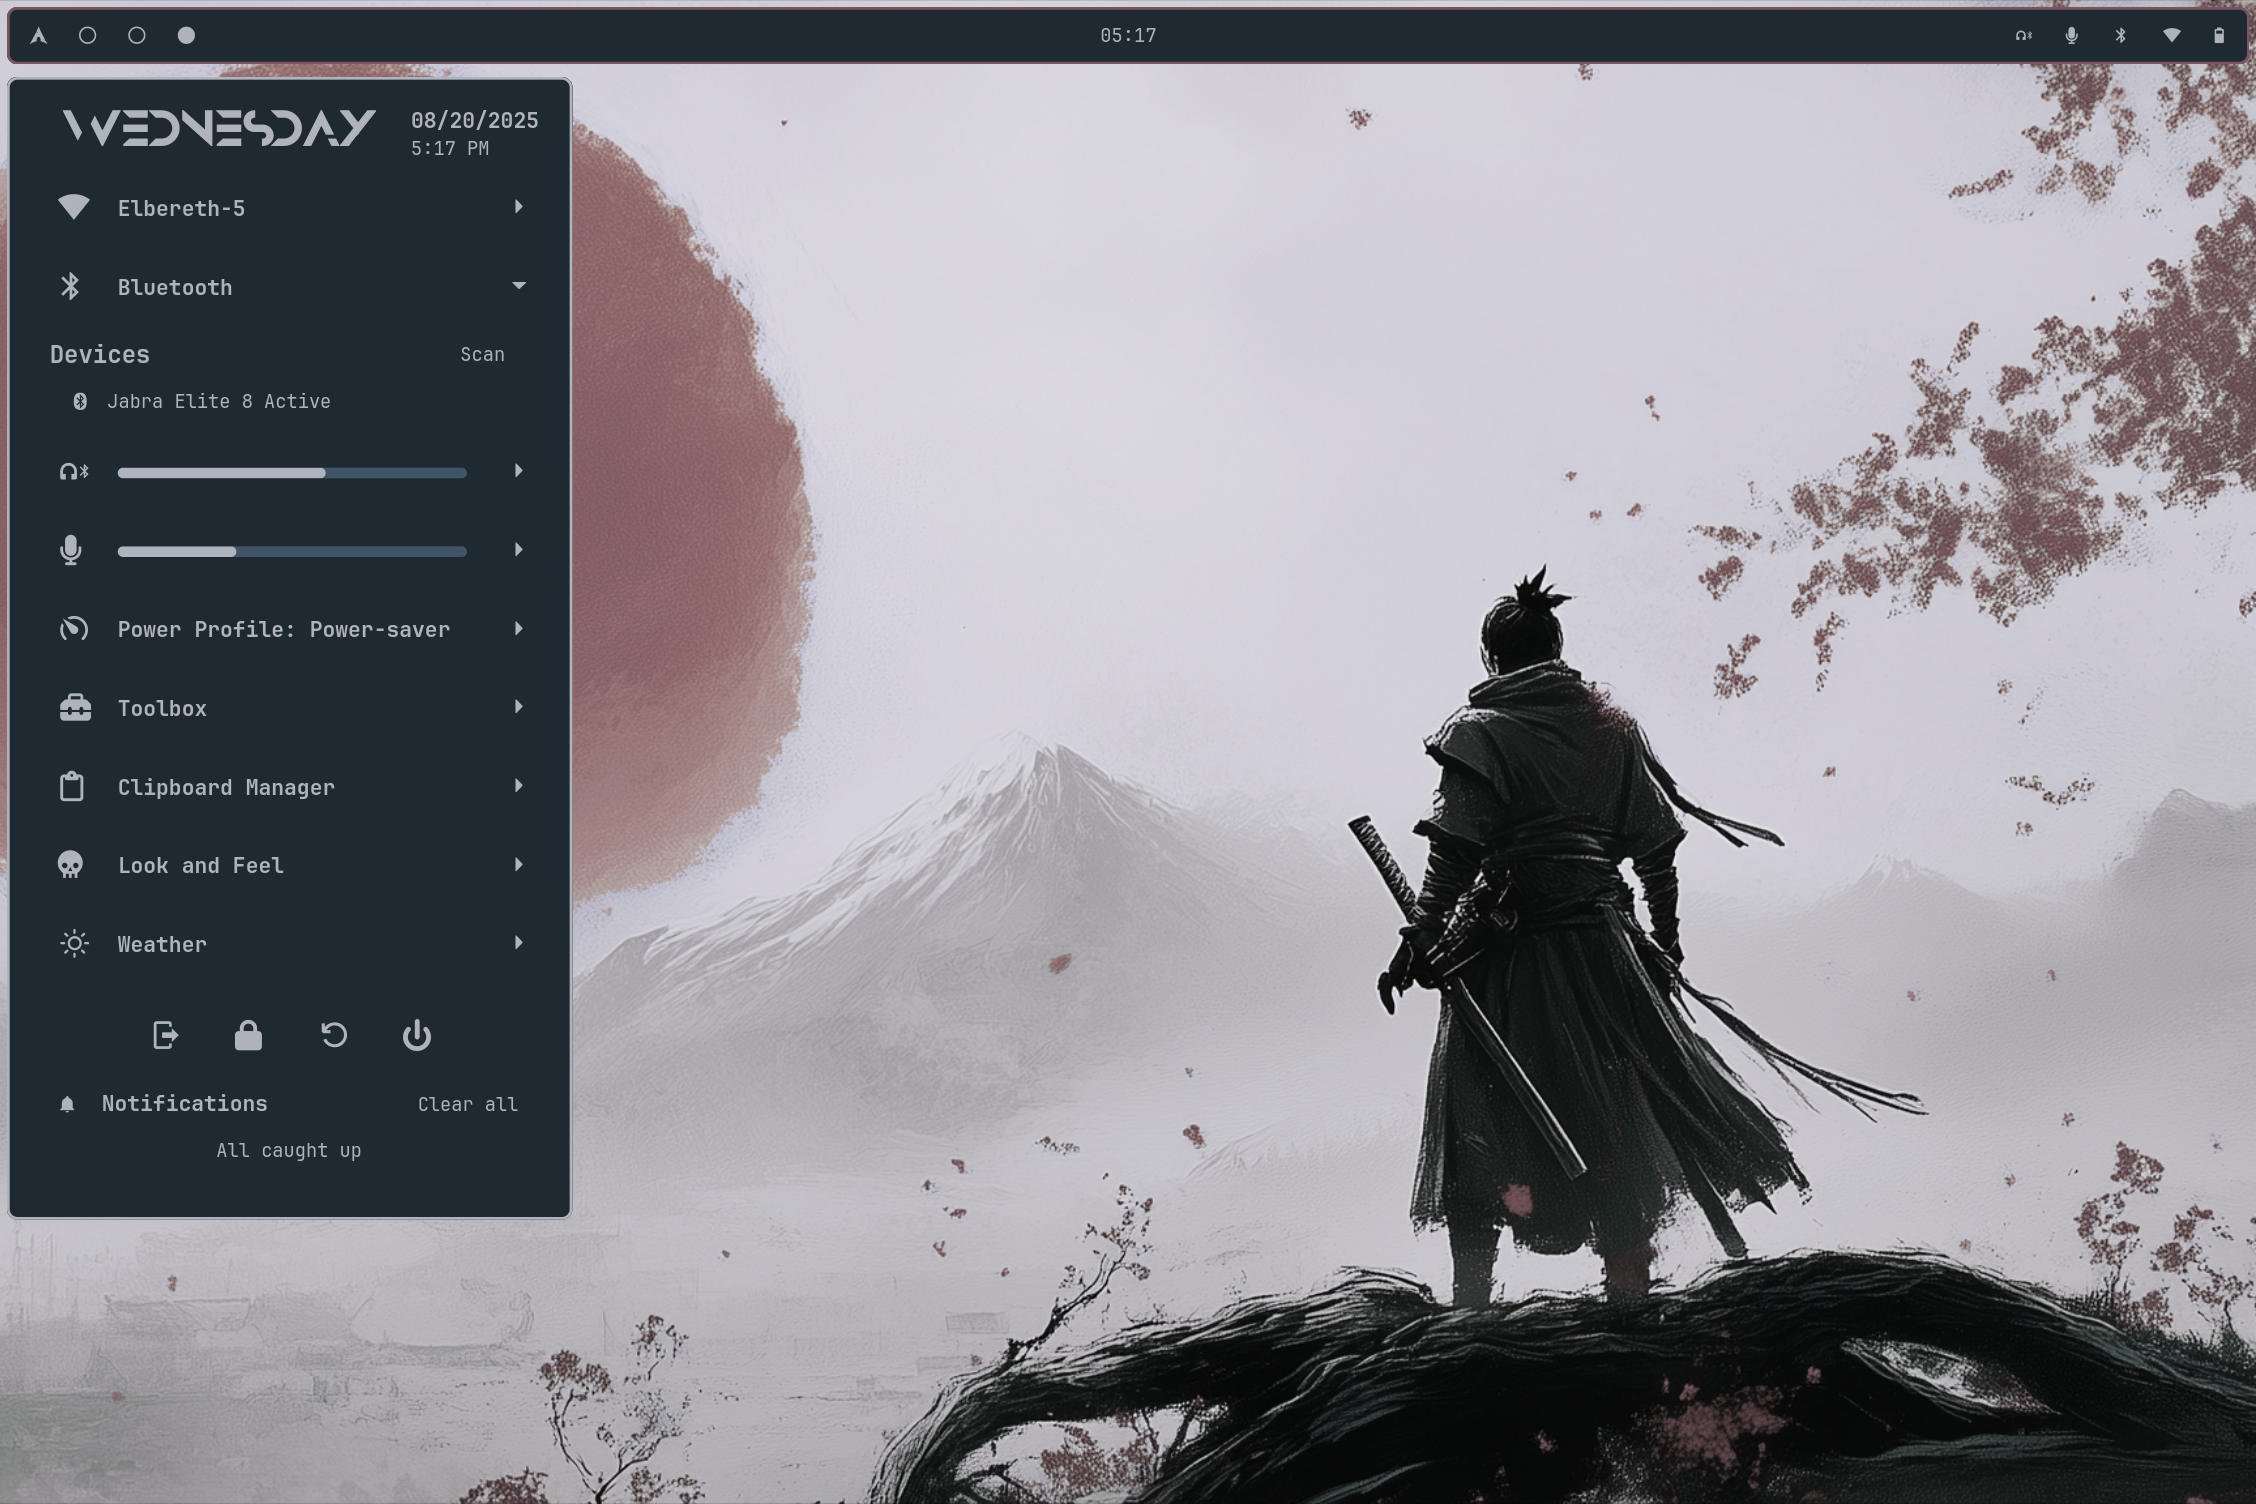 05:17
WEDNESDAY
08/20/2025
5:17 PM
Elbereth-5
Bluetooth
Devices
Scan
Jabra Elite 8 Active
Power Profile: Power-saver
Toolbox
Clipboard Manager
Look and Feel
Weather
Notifications
Clear all
All caught up